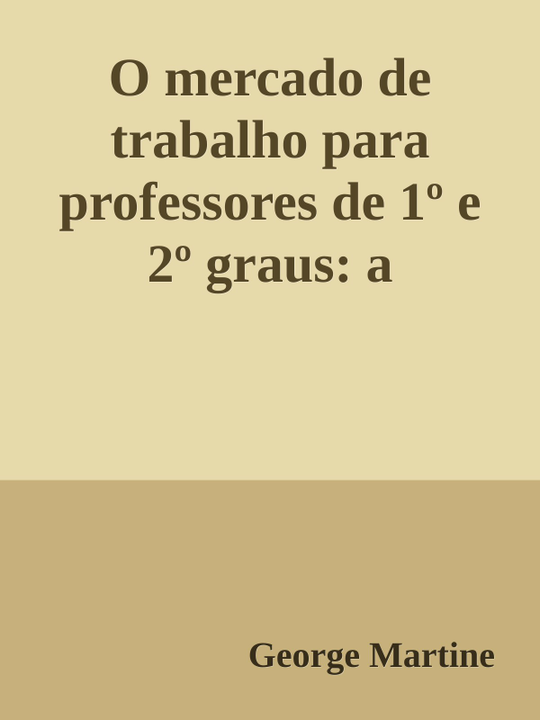 O mercado de
trabalho para
professores de 1º e
2º graus: a
George Martine